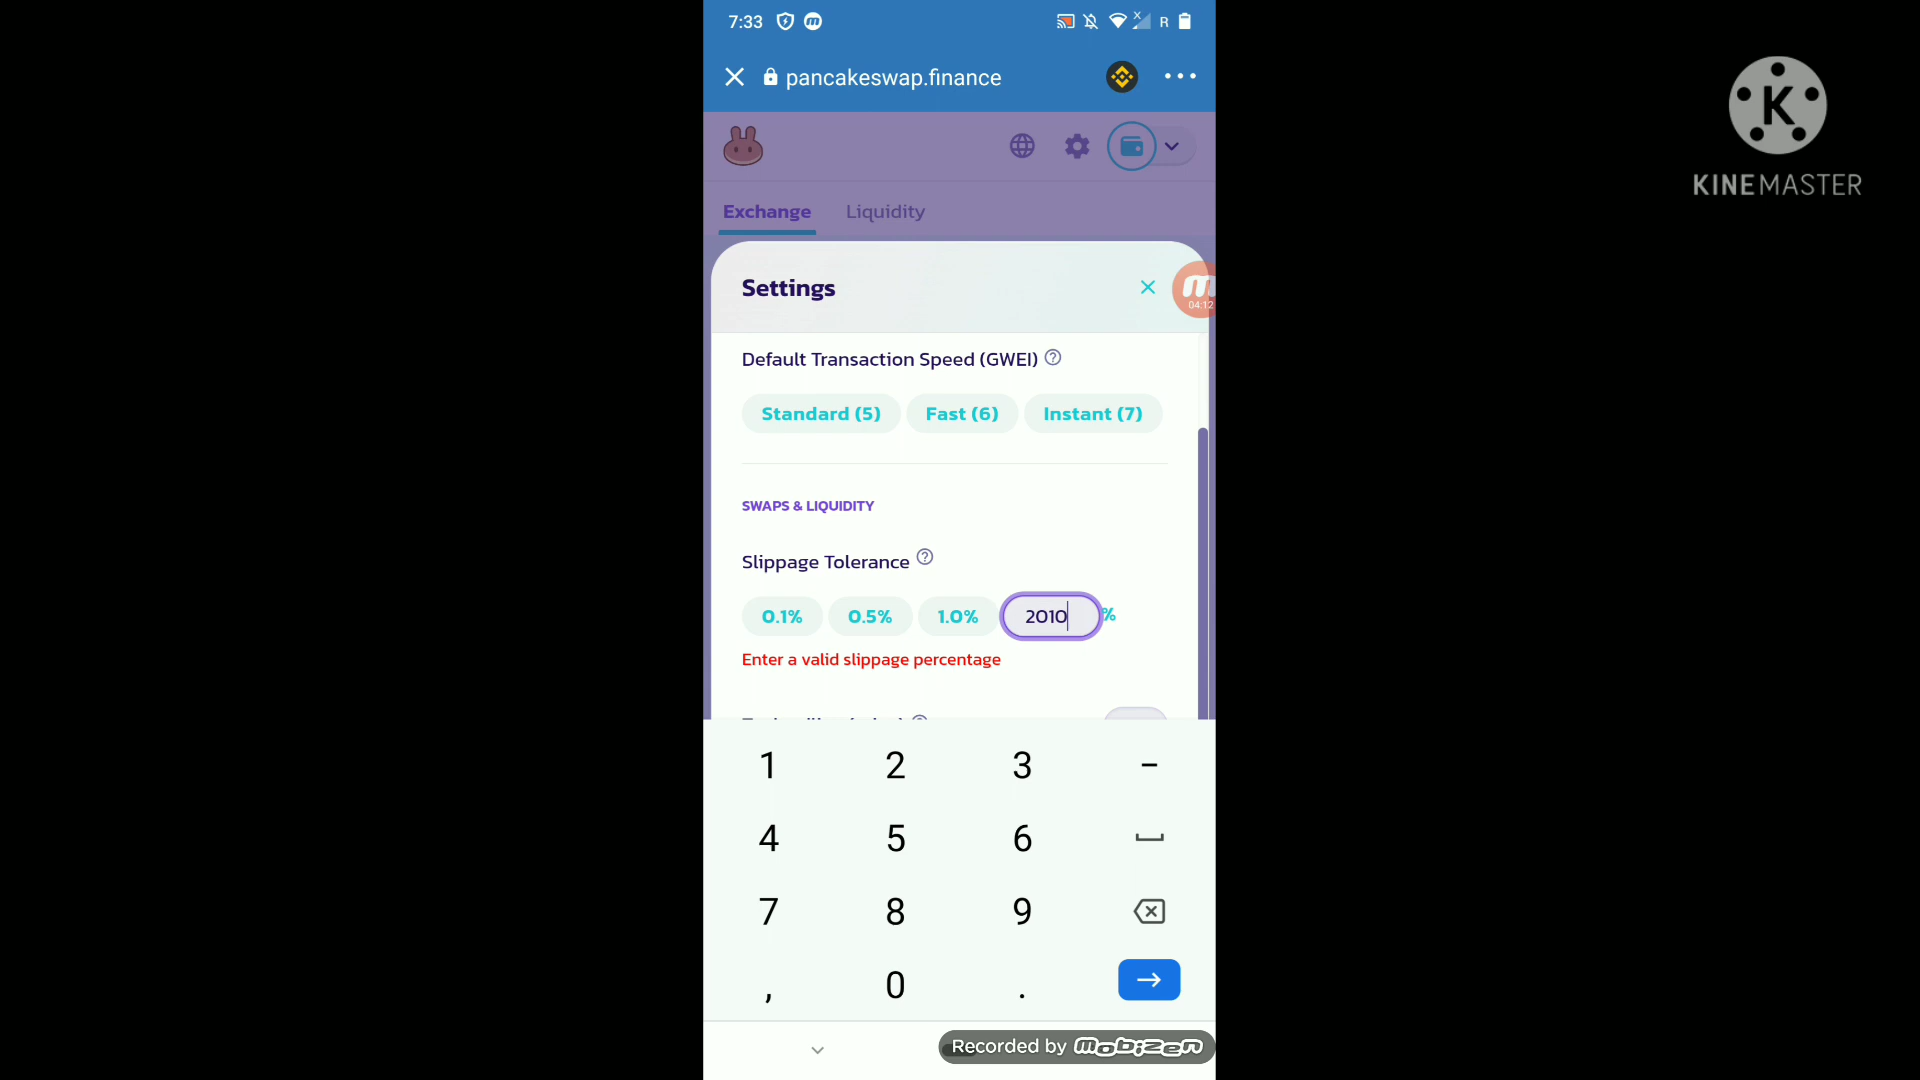 7:33
R
pancakeswap.finance
K
KINEMASTER
Exchange Liquidity
Settings
04:12
Default Transaction Speed (GWEI) ?
Standard (5) Fast (6) Instant (7)
SWAPS & LIQUIDITY
Slippage Tolerance ?
0.1% 0.5% 1.0% 2010 %
Enter a valid slippage percentage
1 2 3 -
4 5 6
7 8 9
, 0 .
Recorded by mobizen